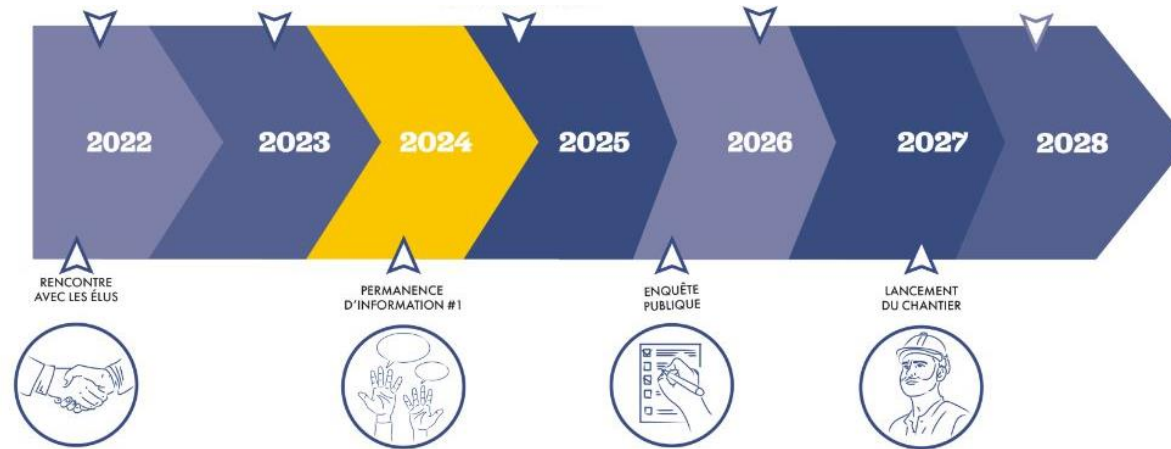 2022
2023
2024
2025
2026
2027
2028
RENCONTRE
AVEC LES ÉLUS
PERMANENCE
D'INFORMATION #1
ENQUÊTE
PUBLIQUE
LANCEMENT
DU CHANTIER